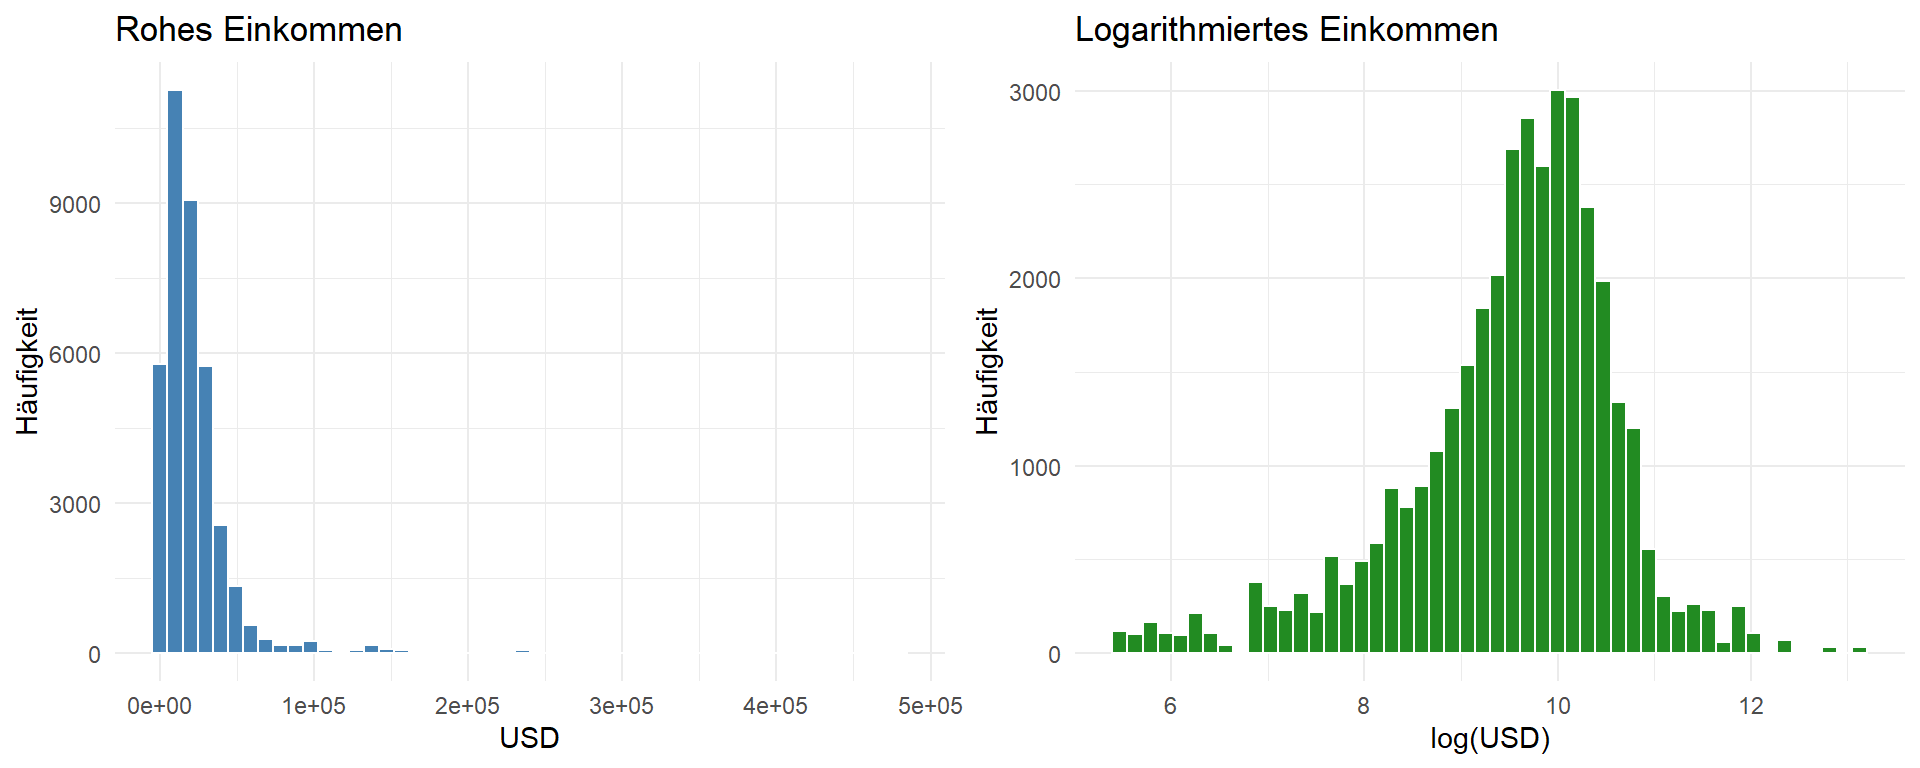 Rohes Einkommen
Häufigkeit
9000
6000
3000
0
0e+00 1e+05 2e+05 3e+05 4e+05 5e+05
USD
Logarithmiertes Einkommen
Häufigkeit
3000
2000
1000
0
6 8 10 12
log(USD)